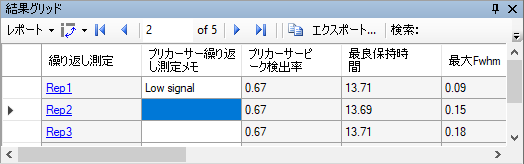 結果グリッド
レポート 2 of 5 エクスポート... 検索:
繰り返し測定 プリカーサー繰り返し測定メモ プリカーサーピーク検出率 最良保持時間 最大Fwhm
Rep1 Low signal 0.67 13.71 0.09
Rep2 0.67 13.69 0.15
Rep3 0.67 13.71 0.18